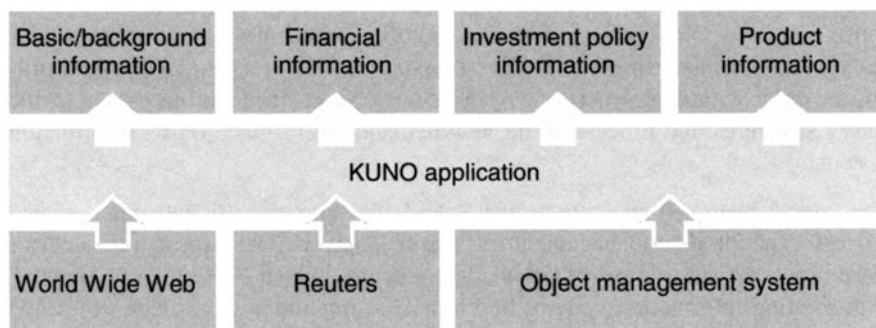 Basic/background
information
Financial
information
Investment policy
information
Product
information
KUNO application
World Wide Web
Reuters
Object management system